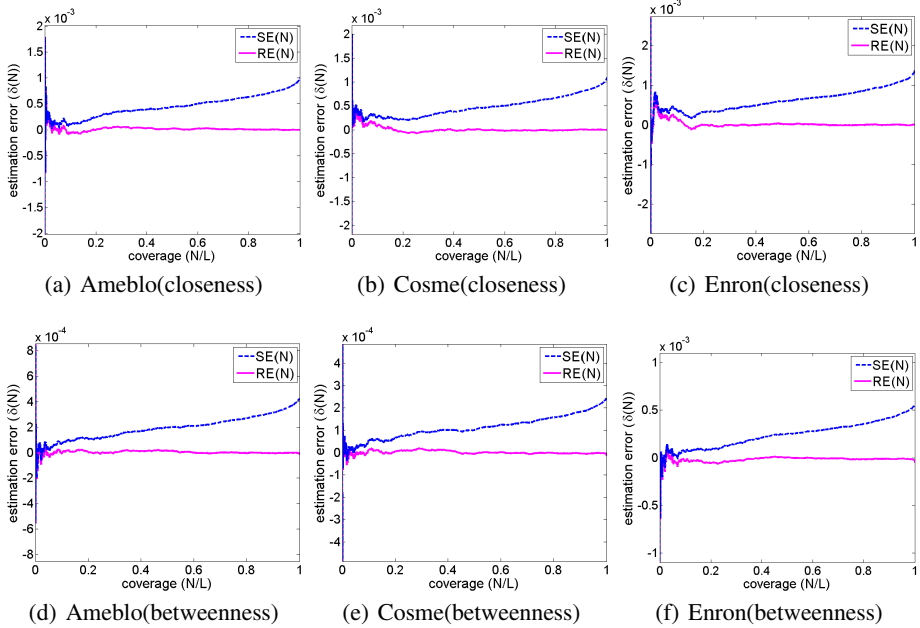 x 10⁻³
2
1.5
1
0.5
0
-0.5
-1
-1.5
-2
estimation error (δ(N))
0 0.2 0.4 0.6 0.8 1
coverage (N/L)
SE(N)
RE(N)
(a) Ameblo(closeness)
x 10⁻³
2
1.5
1
0.5
0
-0.5
-1
-1.5
-2
estimation error (δ(N))
0 0.2 0.4 0.6 0.8 1
coverage (N/L)
SE(N)
RE(N)
(b) Cosme(closeness)
x 10⁻³
2
1
0
-1
-2
estimation error (δ(N))
0 0.2 0.4 0.6 0.8 1
coverage (N/L)
SE(N)
RE(N)
(c) Enron(closeness)
x 10⁻⁴
8
6
4
2
0
-2
-4
-6
-8
estimation error (δ(N))
0 0.2 0.4 0.6 0.8 1
coverage (N/L)
SE(N)
RE(N)
(d) Ameblo(betweenness)
x 10⁻⁴
4
3
2
1
0
-1
-2
-3
-4
estimation error (δ(N))
0 0.2 0.4 0.6 0.8 1
coverage (N/L)
SE(N)
RE(N)
(e) Cosme(betweenness)
x 10⁻³
1
0.5
0
-0.5
-1
estimation error (δ(N))
0 0.2 0.4 0.6 0.8 1
coverage (N/L)
SE(N)
RE(N)
(f) Enron(betweenness)